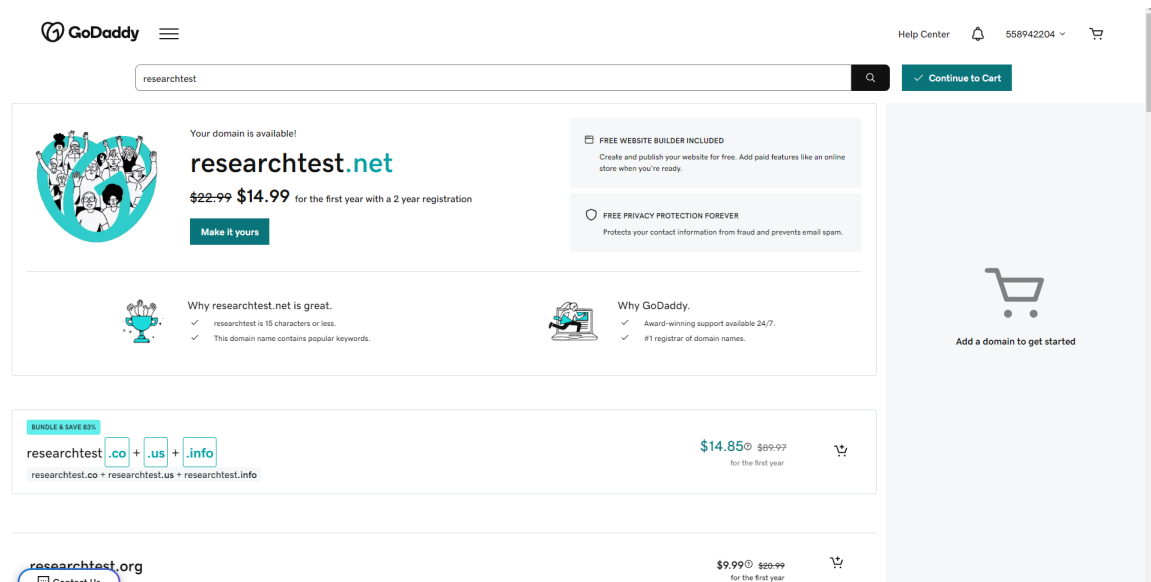 GoDaddy
Help Center
558942204
researchtest
Continue to Cart
Your domain is available!
researchtest.net
$22.99 $14.99 for the first year with a 2 year registration
Make it yours
FREE WEBSITE BUILDER INCLUDED
Create and publish your website for free. Add paid features like an online
store when you're ready.
FREE PRIVACY PROTECTION FOREVER
Protects your contact information from fraud and prevents email spam.
Why researchtest.net is great.
researchtest is 15 characters or less.
This domain name contains popular keywords.
Why GoDaddy.
Award-winning support available 24/7.
#1 registrar of domain names.
Add a domain to get started
BUNDLE & SAVE 83%
researchtest .co + .us + .info
researchtest.co + researchtest.us + researchtest.info
$14.85 $89.97
for the first year
researchtest.org
$9.99 $20.99
for the first year
Contact Us